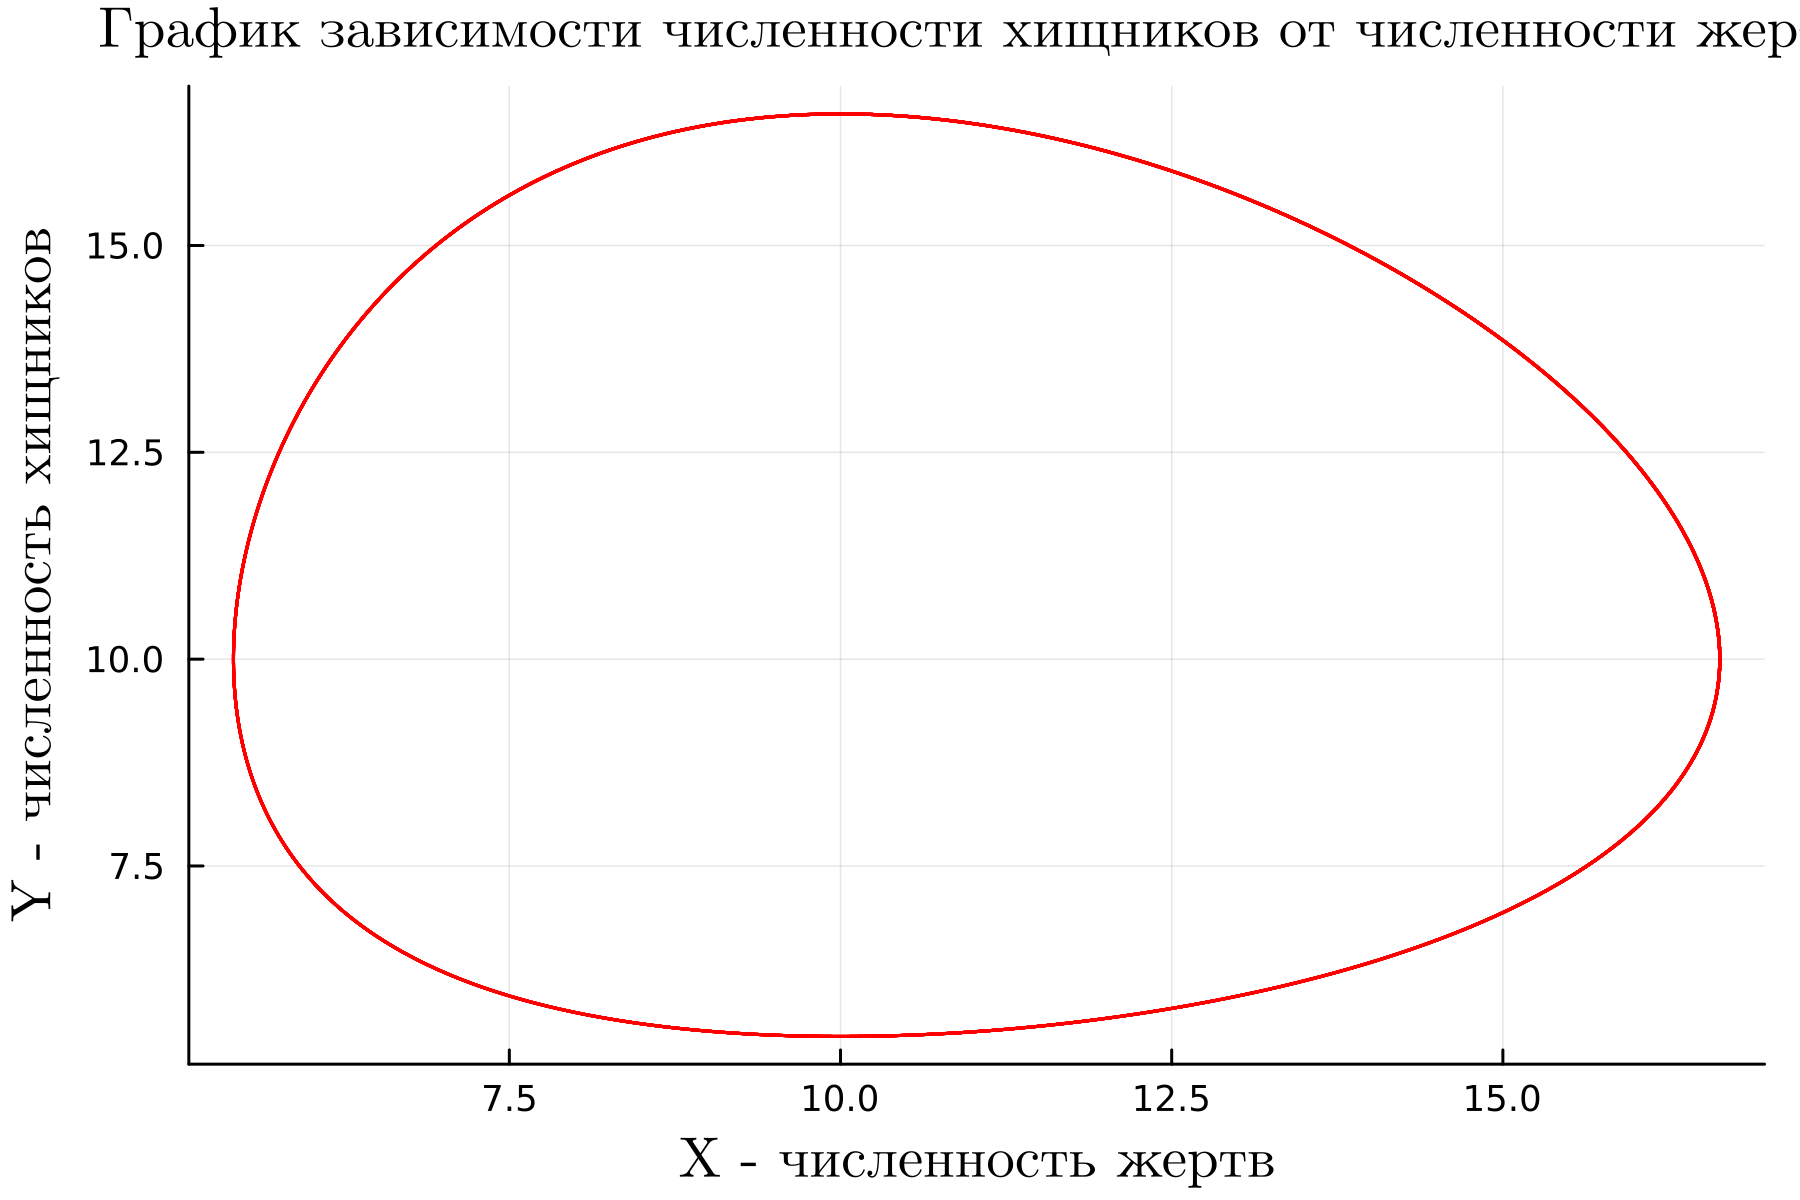 График зависимости численности хищников от численности жер
Y - численность хищников
15.0
12.5
10.0
7.5
7.5 10.0 12.5 15.0
X - численность жертв